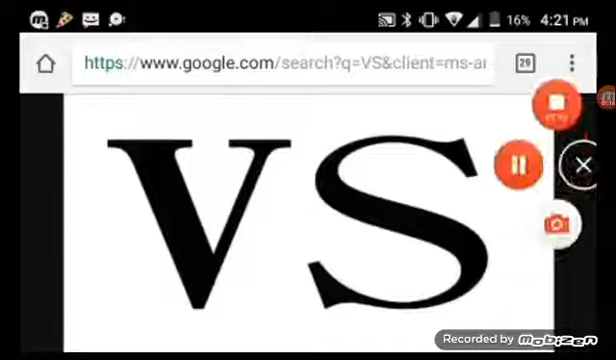 16% 4:21 PM
https://www.google.com/search?q=VS&client=ms-a
29
VS
Recorded by MOBIZEN